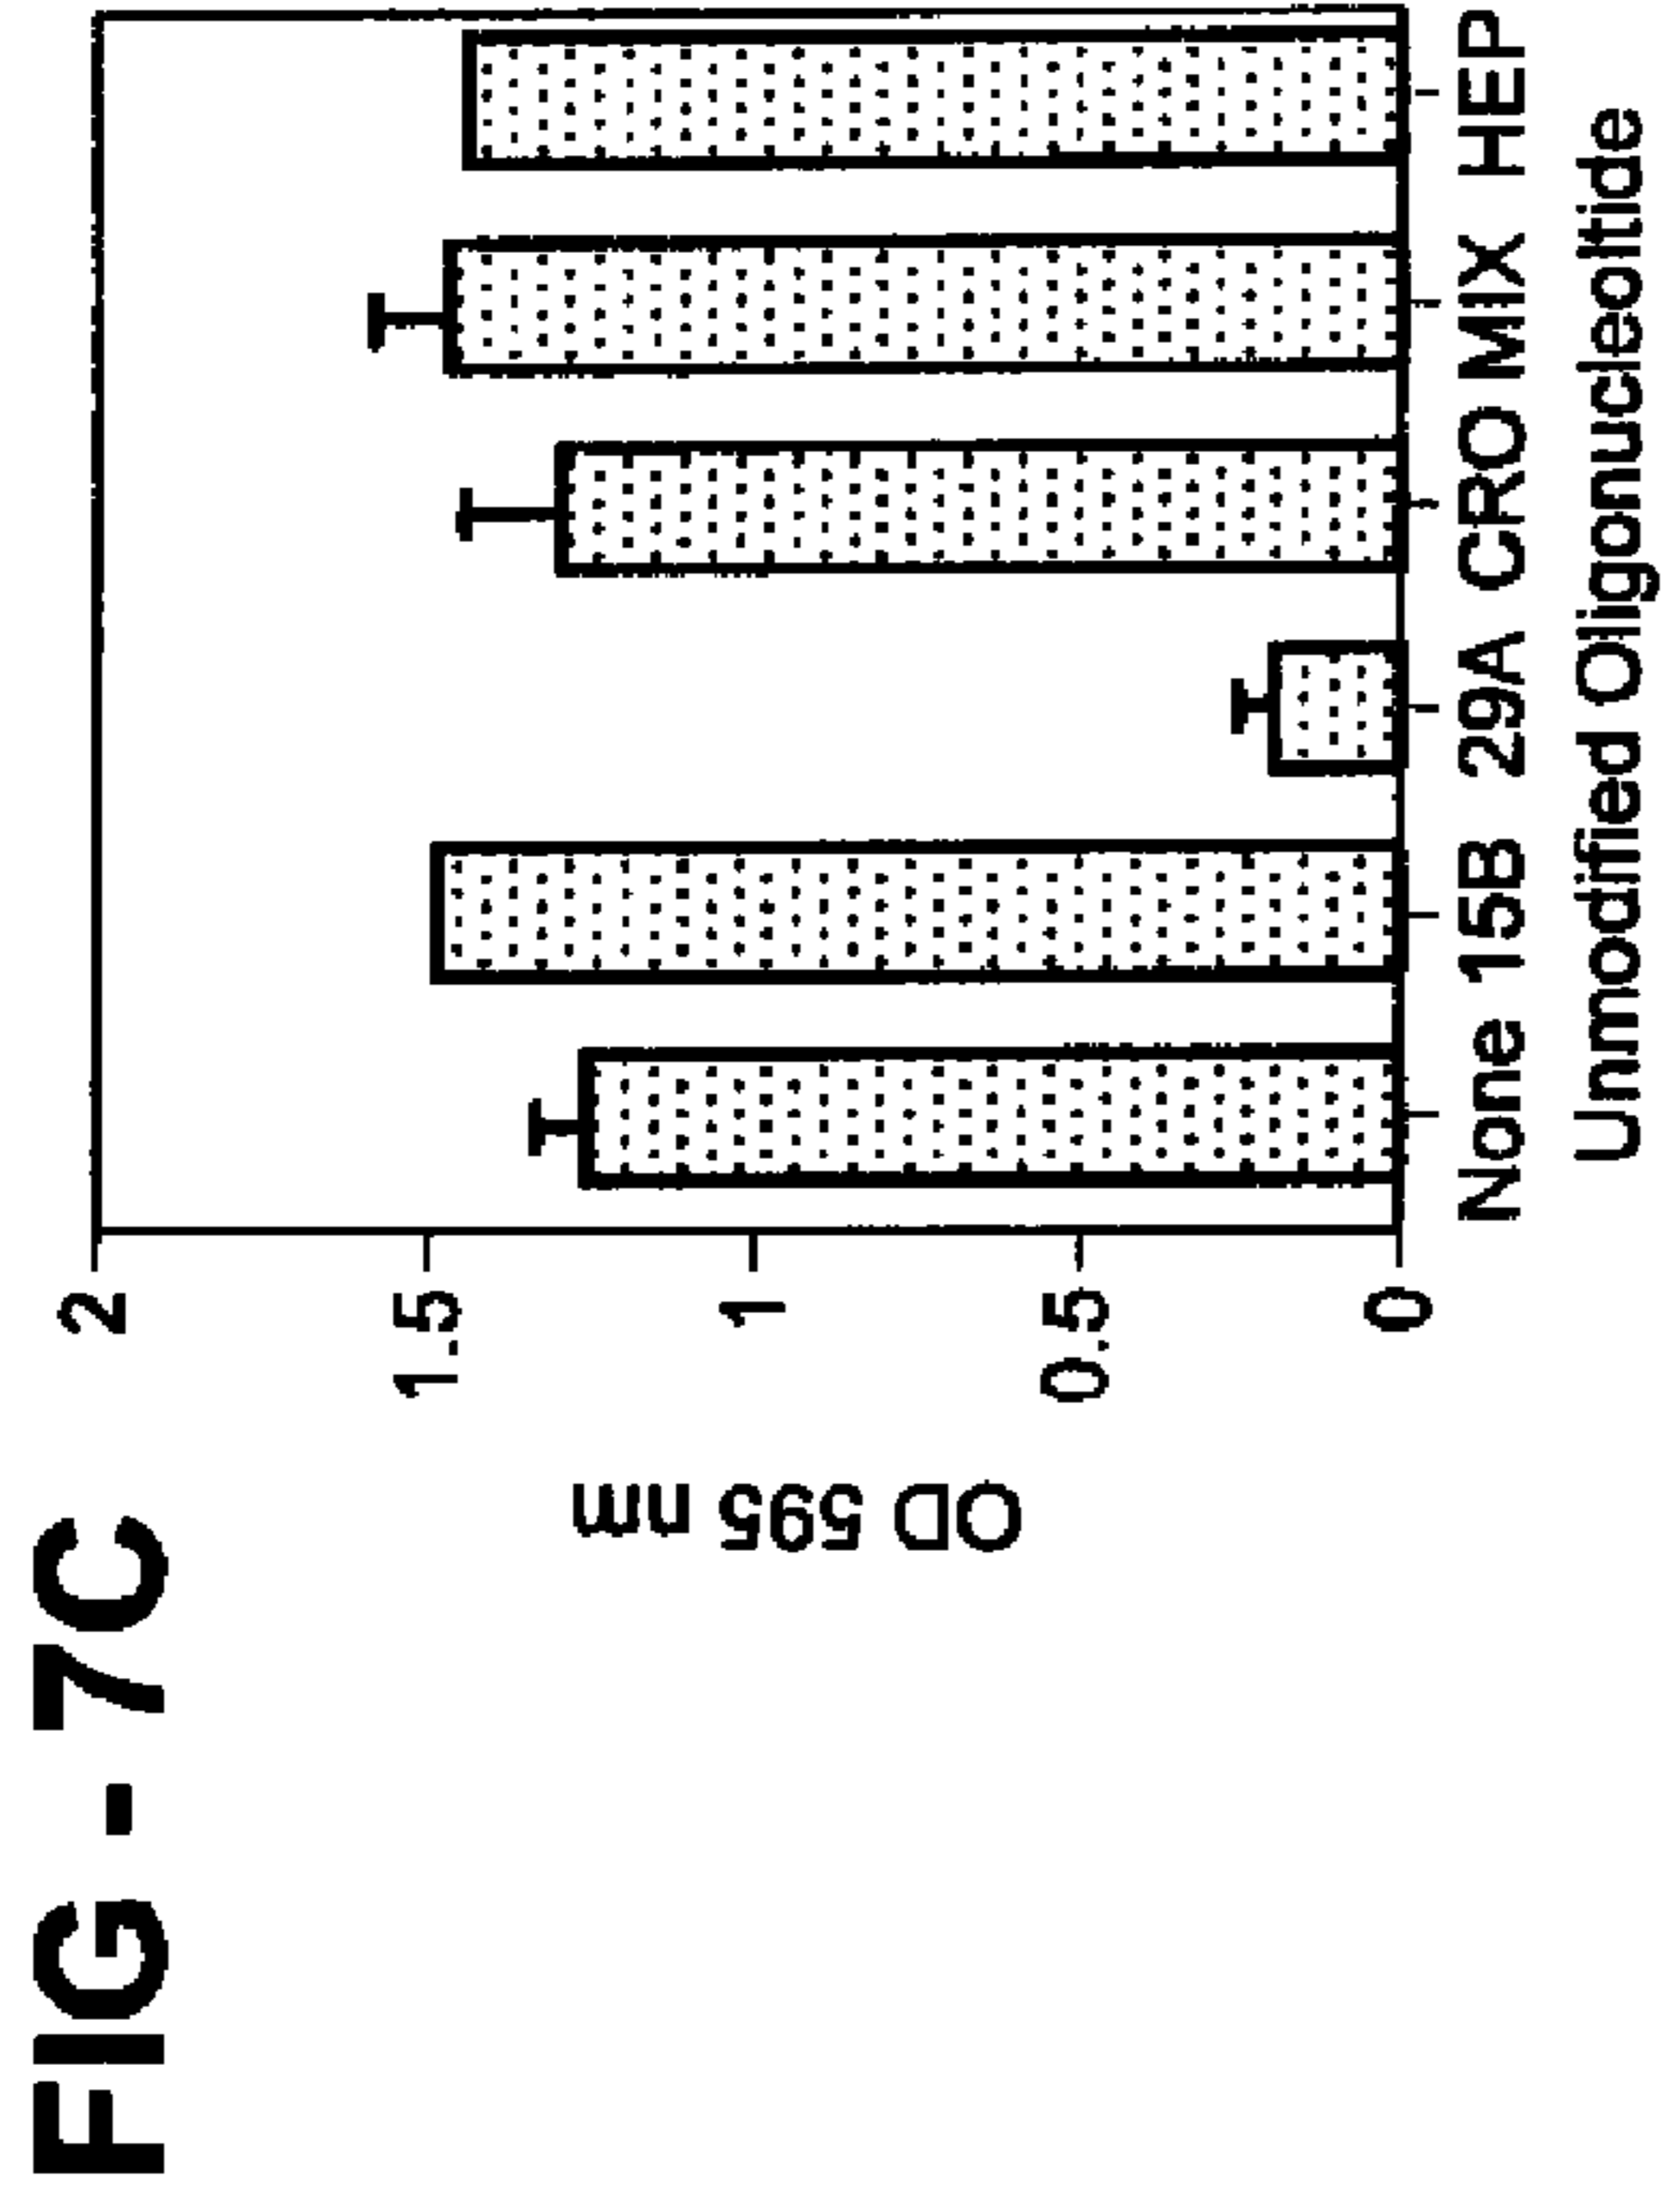 FIG - 7C
OD 595 nm
2
1.5
1
0.5
0
None 15B 29A CRO MIX HEP
Unmodified Oligonucleotide